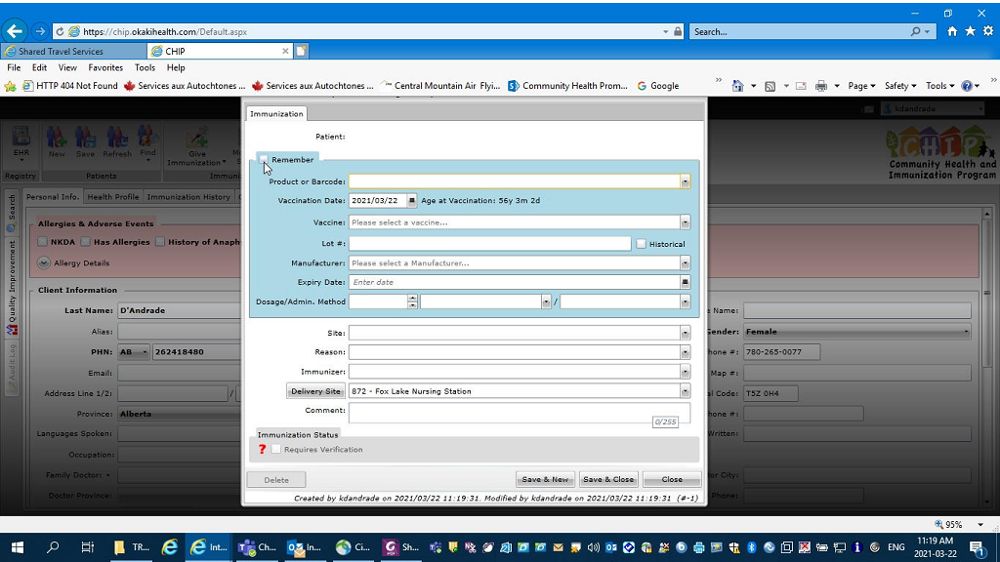 https://chip.okakihealth.com/Default.aspx
Search...
Shared Travel Services
CHIP
File Edit View Favorites Tools Help
HTTP 404 Not Found
Services aux Autochtones ...
Services aux Autochtones ...
Central Mountain Air Flyi...
Community Health Prom...
Google
Page
Safety
Tools
kdandrade
EHR
New
Save
Refresh
Find
Give
Immunization
Registry
Patients
CHIP
Community Health and
Immunization Program
Immunization
Patient:
Remember
Product or Barcode:
Vaccination Date: 2021/03/22 Age at Vaccination: 56y 3m 2d
Vaccine: Please select a vaccine...
Lot #: Historical
Manufacturer: Please select a Manufacturer...
Expiry Date: Enter date
Dosage/Admin. Method /
Site:
Reason:
Immunizer:
Delivery Site 872 - Fox Lake Nursing Station
Comment:
0/255
Immunization Status
? Requires Verification
Delete Save & New Save & Close Close
Created by kdandrade on 2021/03/22 11:19:31. Modified by kdandrade on 2021/03/22 11:19:31 (#-1)
Search
Quality Improvement
Audit Log
Personal Info. Health Profile Immunization History
Allergies & Adverse Events
NKDA Has Allergies History of Anaph
Allergy Details
Client Information
Last Name: D'Andrade
Alias:
PHN: AB 262418480
Email:
Address Line 1/2: /
Province: Alberta
Languages Spoken:
Occupation:
Family Doctor:
Doctor Province:
Name:
Gender: Female
hone #: 780-265-0077
Map #:
al Code: T5Z 0H4
hone #:
Written:
or City:
Phone:
95%
TR...
Int...
Ch...
In...
Ci...
Sh...
ENG
11:19 AM
2021-03-22